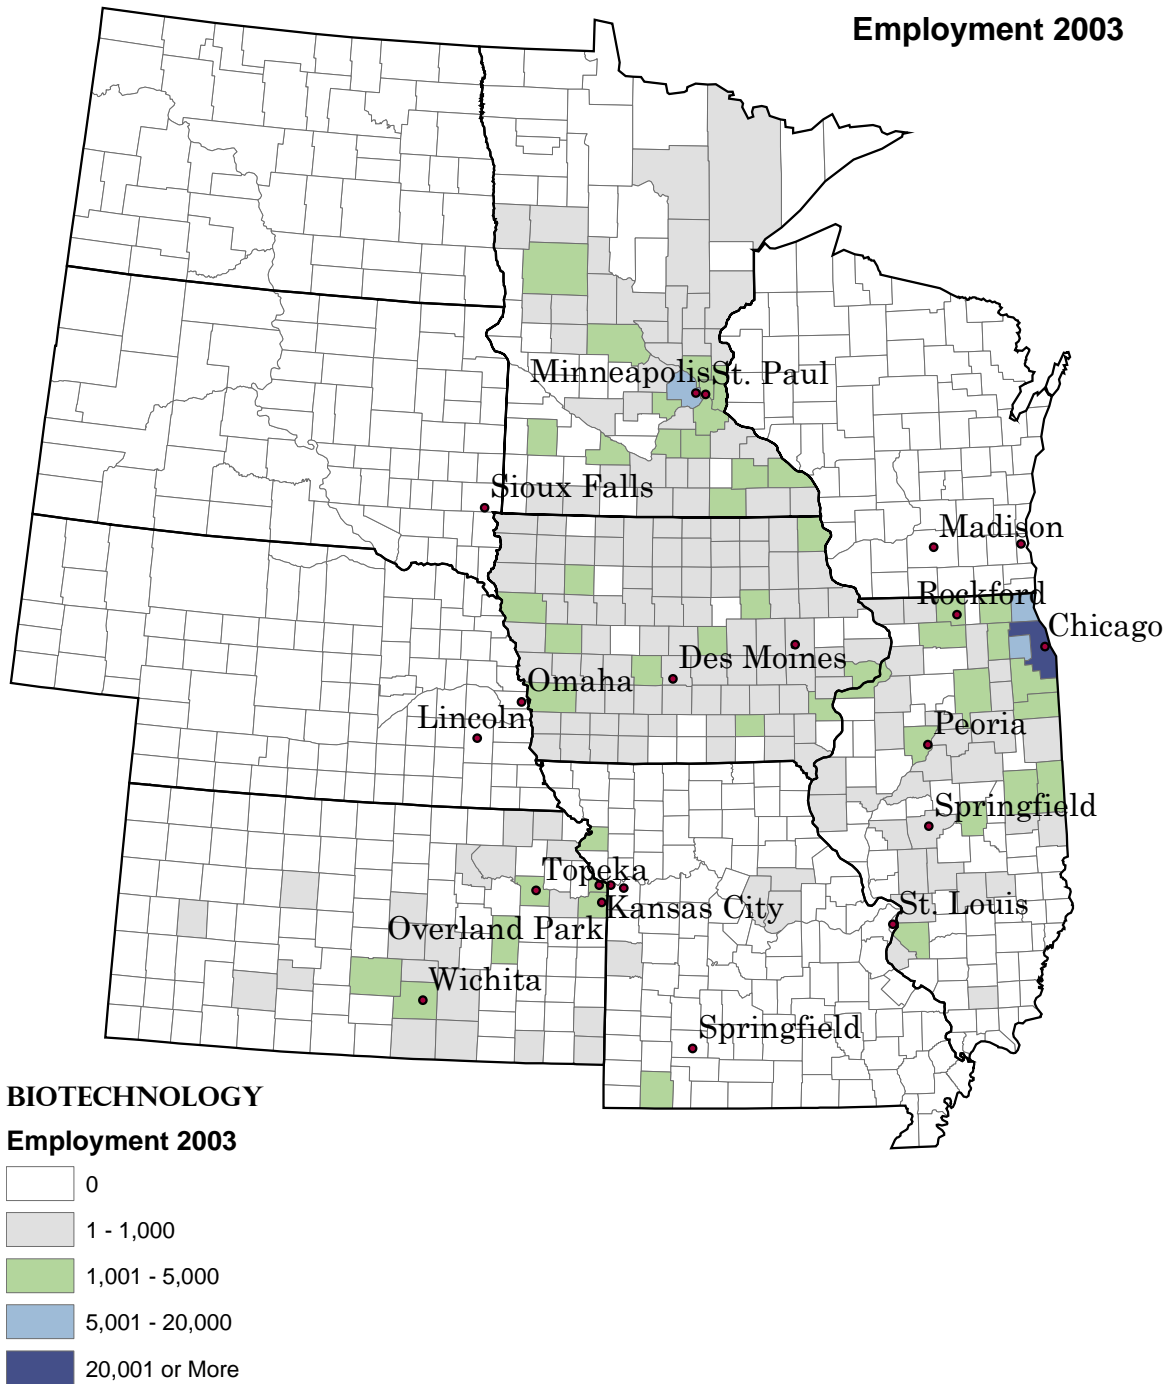 Employment 2003
Minneapolis
St. Paul
Sioux Falls
Madison
Rockford
Chicago
Des Moines
Omaha
Lincoln
Peoria
Springfield
Topeka
Kansas City
St. Louis
Overland Park
Wichita
Springfield
BIOTECHNOLOGY
Employment 2003
0
1 - 1,000
1,001 - 5,000
5,001 - 20,000
20,001 or More